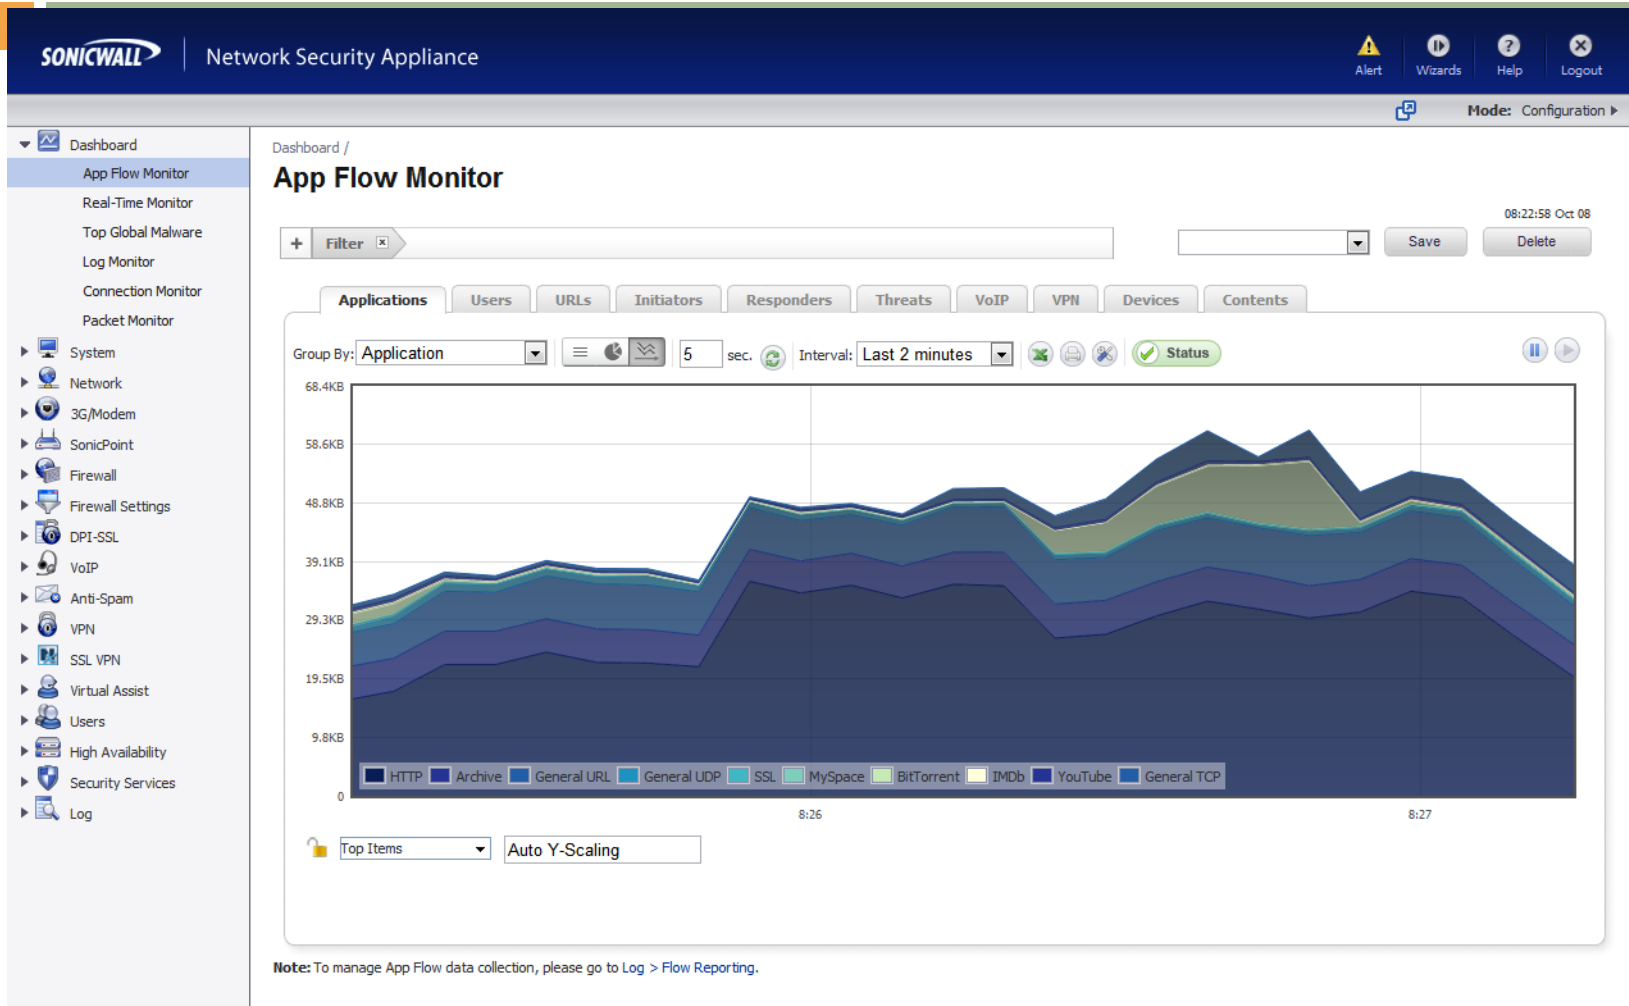 SONICWALL Network Security Appliance
Alert Wizards Help Logout
Mode: Configuration
Dashboard
App Flow Monitor
Real-Time Monitor
Top Global Malware
Log Monitor
Connection Monitor
Packet Monitor
System
Network
3G/Modem
SonicPoint
Firewall
Firewall Settings
DPI-SSL
VoIP
Anti-Spam
VPN
SSL VPN
Virtual Assist
Users
High Availability
Security Services
Log
Dashboard /
App Flow Monitor
08:22:58 Oct 08
+ Filter x Save Delete
Applications Users URLs Initiators Responders Threats VoIP VPN Devices Contents
Group By: Application 5 sec. Interval: Last 2 minutes Status
68.4KB
58.6KB
48.8KB
39.1KB
29.3KB
19.5KB
9.8KB
HTTP Archive General URL General UDP SSL MySpace BitTorrent IMDb YouTube General TCP
0
8:26 8:27
Top Items Auto Y-Scaling
Note: To manage App Flow data collection, please go to Log > Flow Reporting.